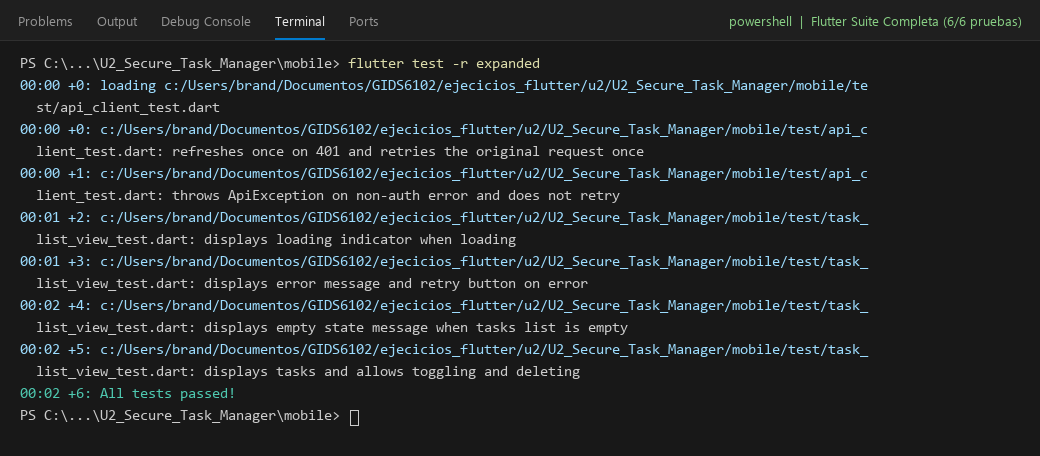 Problems Output Debug Console Terminal Ports powershell | Flutter Suite Completa (6/6 pruebas)
PS C:\...\U2_Secure_Task_Manager\mobile> flutter test -r expanded
00:00 +0: loading c:/Users/brand/Documentos/GIDS6102/ejecicios_flutter/u2/U2_Secure_Task_Manager/mobile/te
st/api_client_test.dart
00:00 +0: c:/Users/brand/Documentos/GIDS6102/ejecicios_flutter/u2/U2_Secure_Task_Manager/mobile/test/api_c
lient_test.dart: refreshes once on 401 and retries the original request once
00:00 +1: c:/Users/brand/Documentos/GIDS6102/ejecicios_flutter/u2/U2_Secure_Task_Manager/mobile/test/api_c
lient_test.dart: throws ApiException on non-auth error and does not retry
00:01 +2: c:/Users/brand/Documentos/GIDS6102/ejecicios_flutter/u2/U2_Secure_Task_Manager/mobile/test/task_
list_view_test.dart: displays loading indicator when loading
00:01 +3: c:/Users/brand/Documentos/GIDS6102/ejecicios_flutter/u2/U2_Secure_Task_Manager/mobile/test/task_
list_view_test.dart: displays error message and retry button on error
00:02 +4: c:/Users/brand/Documentos/GIDS6102/ejecicios_flutter/u2/U2_Secure_Task_Manager/mobile/test/task_
list_view_test.dart: displays empty state message when tasks list is empty
00:02 +5: c:/Users/brand/Documentos/GIDS6102/ejecicios_flutter/u2/U2_Secure_Task_Manager/mobile/test/task_
list_view_test.dart: displays tasks and allows toggling and deleting
00:02 +6: All tests passed!
PS C:\...\U2_Secure_Task_Manager\mobile>